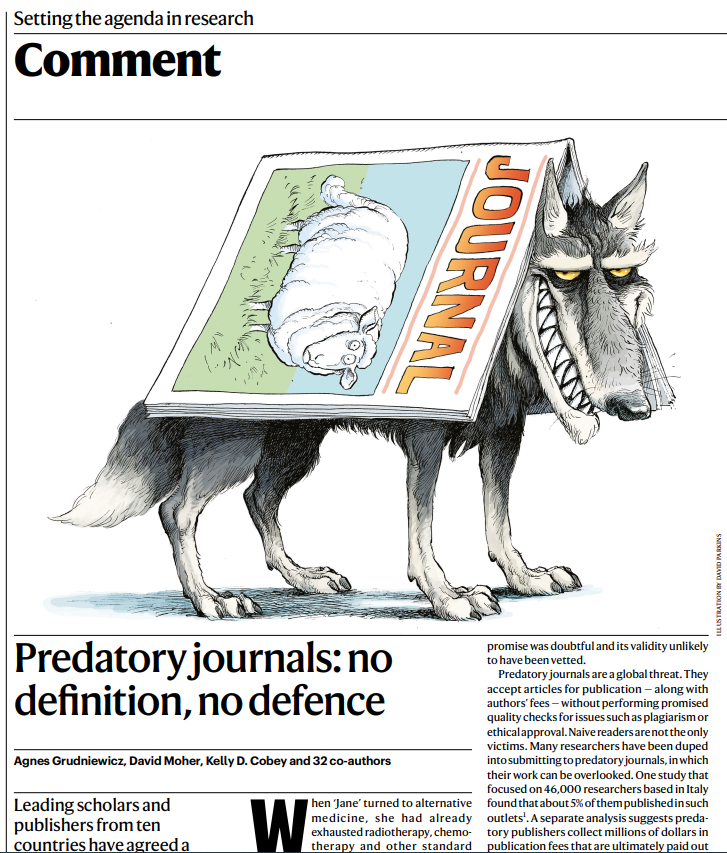 Setting the agenda in research
Comment
JOURNAL
ILLUSTRATION BY DAVID PARKINS
Predatory journals: no
definition, no defence
Agnes Grudniewicz, David Moher, Kelly D. Cobey and 32 co-authors
Leading scholars and
publishers from ten
countries have agreed a
When ‘Jane’ turned to alternative
medicine, she had already
exhausted radiotherapy, chemo-
therapy and other standard
promise was doubtful and its validity unlikely
to have been vetted.
Predatory journals are a global threat. They
accept articles for publication — along with
authors’ fees — without performing promised
quality checks for issues such as plagiarism or
ethical approval. Naive readers are not the only
victims. Many researchers have been duped
into submitting to predatory journals, in which
their work can be overlooked. One study that
focused on 46,000 researchers based in Italy
found that about 5% of them published in such
outlets¹. A separate analysis suggests preda-
tory publishers collect millions of dollars in
publication fees that are ultimately paid out